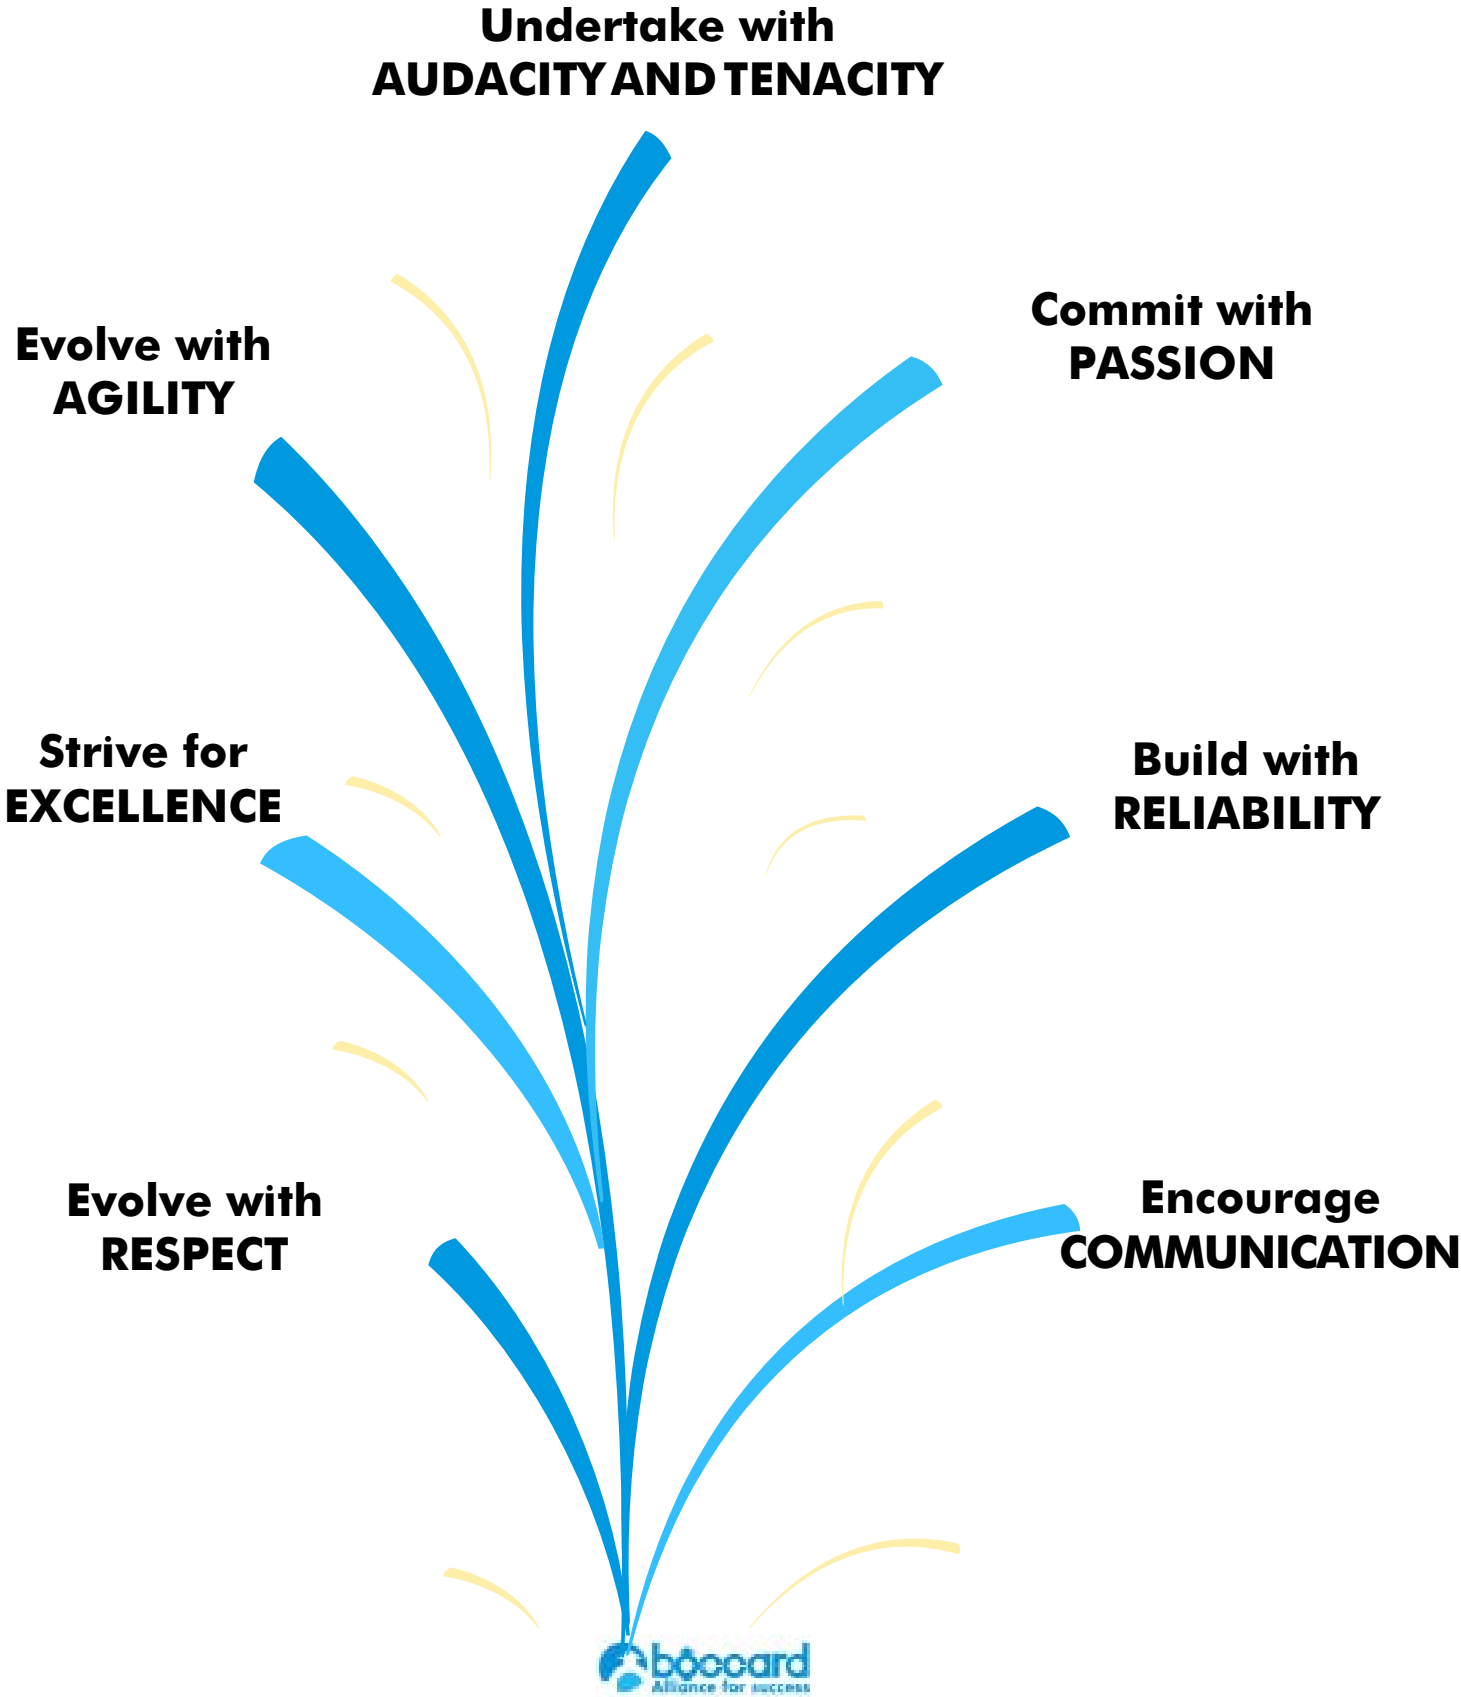 Undertake with
AUDACITY AND TENACITY
Evolve with
AGILITY
Commit with
PASSION
Strive for
EXCELLENCE
Build with
RELIABILITY
Evolve with
RESPECT
Encourage
COMMUNICATION
boccard
Alliance for success